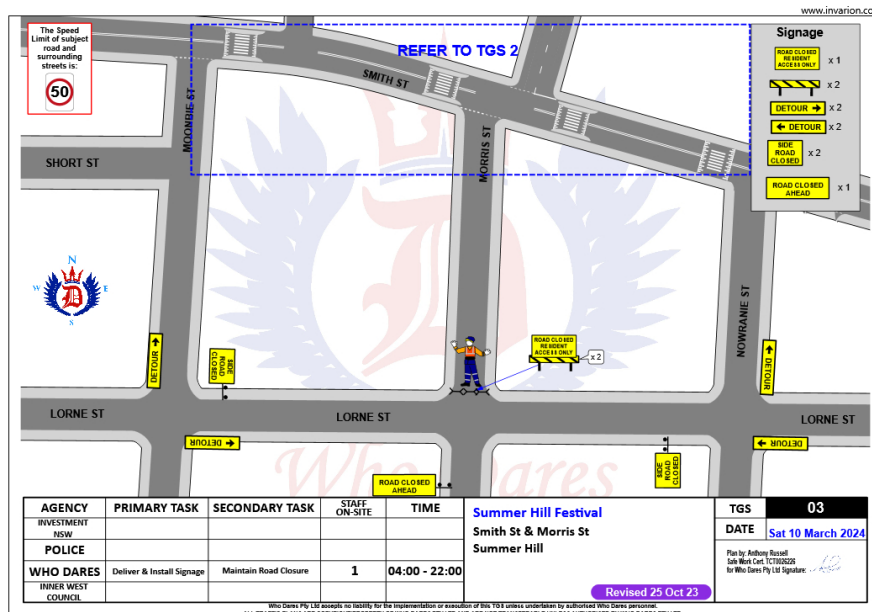 www.invarion.co
The Speed
Limit of subject
road and
surrounding
streets is:
50
REFER TO TGS 2
Signage
ROAD CLOSED
RESIDENT
ACCESS ONLY
x 1
x 2
DETOUR
x 2
DETOUR
x 2
SIDE
ROAD
CLOSED
x 2
ROAD CLOSED
AHEAD
x 1
SMITH ST
MOONBIE ST
MORRIS ST
SHORT ST
NOWRANIE ST
N
W
E
S
D
DETOUR
SIDE
ROAD
CLOSED
ROAD CLOSED
RESIDENT
ACCESS ONLY
x 2
DETOUR
LORNE ST
LORNE ST
LORNE ST
DETOUR
DETOUR
SIDE
ROAD
CLOSED
ROAD CLOSED
AHEAD
Who Dares
AGENCY PRIMARY TASK SECONDARY TASK STAFF ON-SITE TIME
INVESTMENT
NSW
POLICE
WHO DARES Deliver & Install Signage Maintain Road Closure 1 04:00 - 22:00
INNER WEST
COUNCIL
Summer Hill Festival
Smith St & Morris St
Summer Hill
Revised 25 Oct 23
TGS 03
DATE Sat 10 March 2024
Plan by: Anthony Russell
Safe Work Cert. TCT0026226
for Who Dares Pty Ltd Signature:
Who Dares Pty Ltd accepts no liability for the implementation or execution of this TGS unless undertaken by authorised Who Dares personnel.